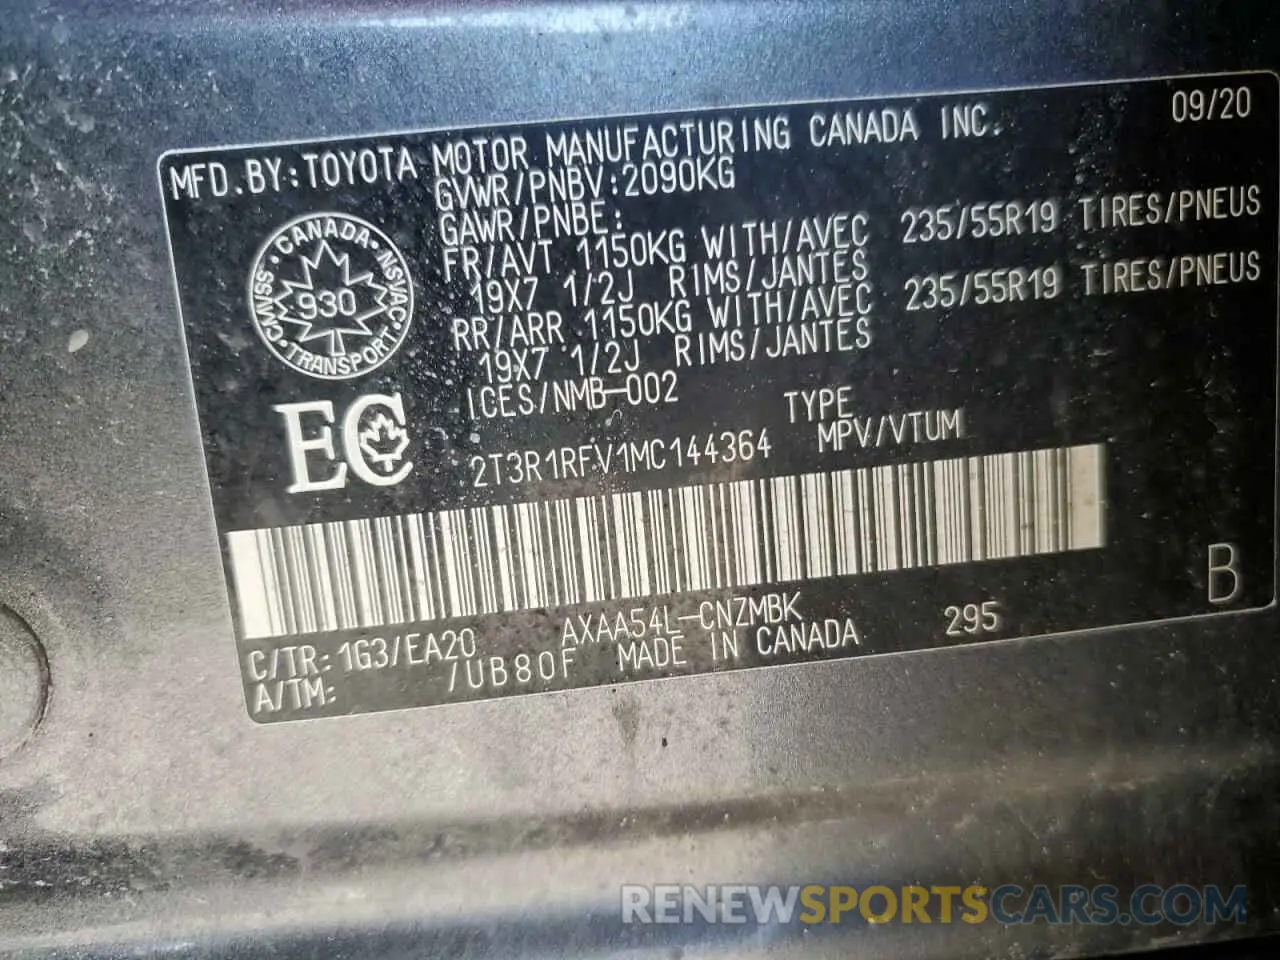 09/20
MFD.BY:TOYOTA MOTOR MANUFACTURING CANADA INC.
GVWR/PNBV:2090KG
GAWR/PNBE:
FR/AVT 1150KG WITH/AVEC 235/55R19 TIRES/PNEUS
19X7 1/2J RIMS/JANTES
RR/ARR 1150KG WITH/AVEC 235/55R19 TIRES/PNEUS
19X7 1/2J RIMS/JANTES
ICES/NMB-002
CANADA
CMVSS NSVAC
930
TRANSPORT
EC
TYPE
2T3R1RFV1MC144364 MPV/VTUM
B
C/TR: 1G3/EA20 AXAA54L-CNZMBK 295
A/TM: /UB80F MADE IN CANADA
RENEWSPORTSCARS.COM